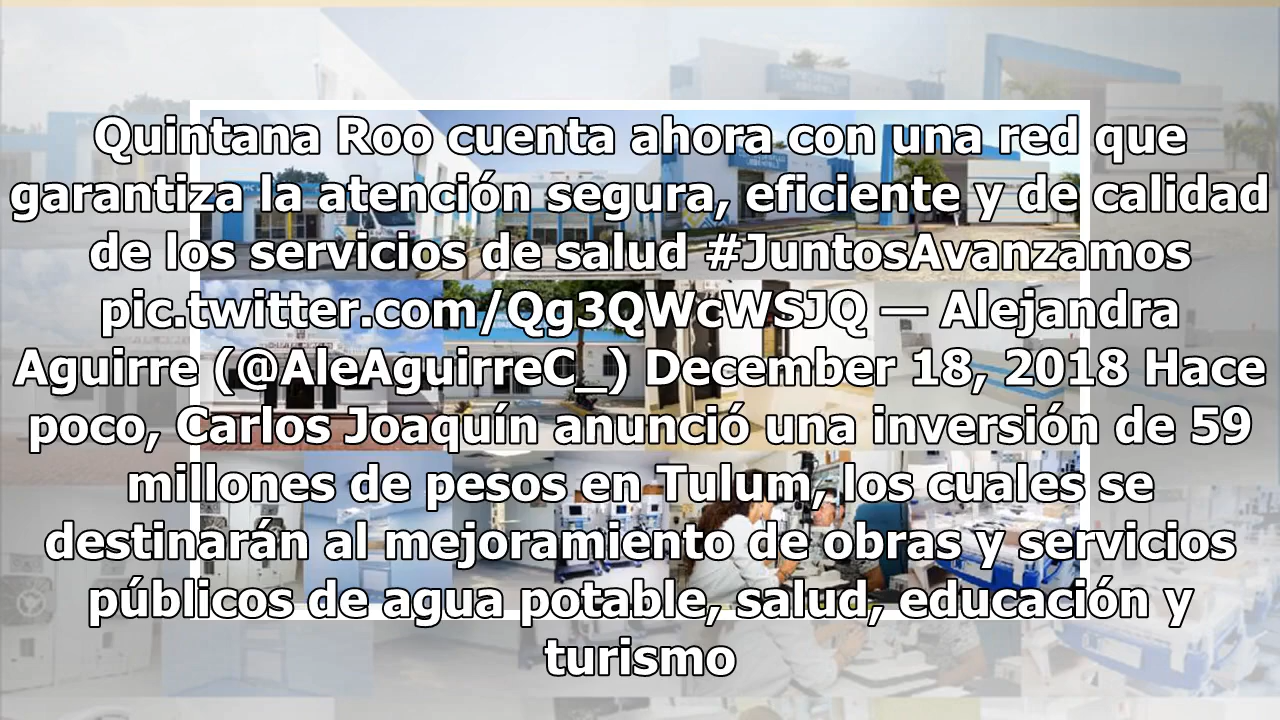 Quintana Roo cuenta ahora con una red que
garantiza la atención segura, eficiente y de calidad
de los servicios de salud #JuntosAvanzamos
pic.twitter.com/Qg3QWcWSJQ — Alejandra
Aguirre (@AleAguirreC_) December 18, 2018 Hace
poco, Carlos Joaquín anunció una inversión de 59
millones de pesos en Tulum, los cuales se
destinarán al mejoramiento de obras y servicios
públicos de agua potable, salud, educación y
turismo